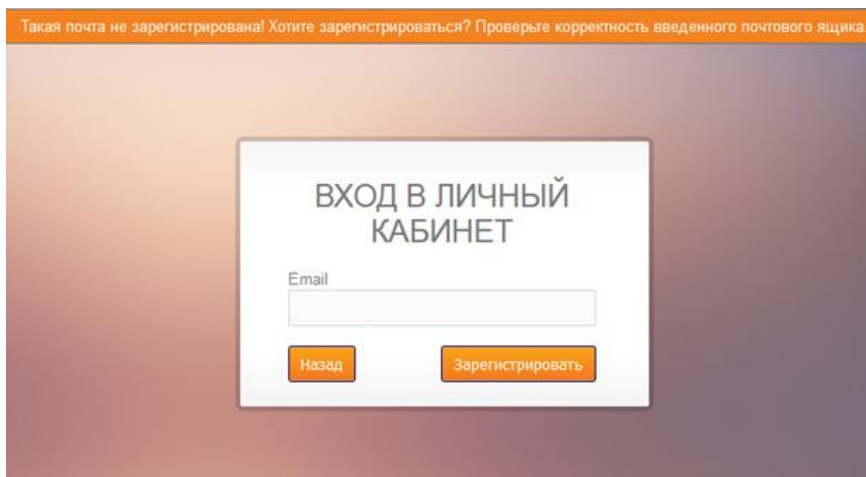 Такая почта не зарегистрирована! Хотите зарегистрироваться? Проверьте корректность введенного почтового ящика
ВХОД В ЛИЧНЫЙ
КАБИНЕТ
Email
Назад
Зарегистрировать